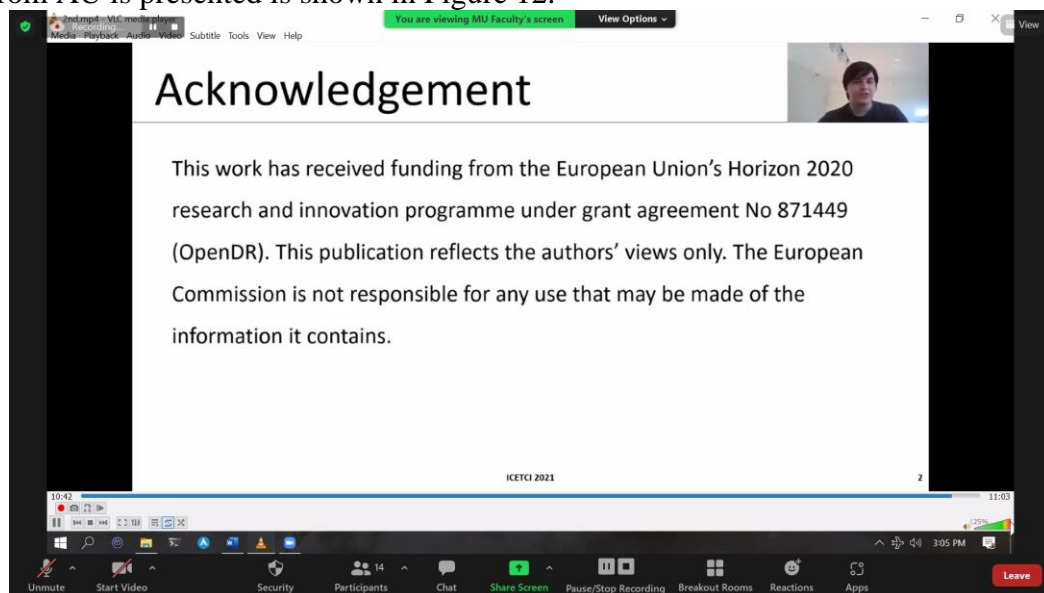 from AU is presented is shown in Figure 12.
2nd.mp4 - VLC media player
Recording...
You are viewing MU Faculty's screen
View Options
View
Media Playback Audio Video Subtitle Tools View Help
Acknowledgement
This work has received funding from the European Union's Horizon 2020
research and innovation programme under grant agreement No 871449
(OpenDR). This publication reflects the authors' views only. The European
Commission is not responsible for any use that may be made of the
information it contains.
ICETCI 2021
2
10:42
11:03
125%
3:05 PM
14
Unmute
Start Video
Security
Participants
Chat
Share Screen
Pause/Stop Recording
Breakout Rooms
Reactions
Apps
Leave